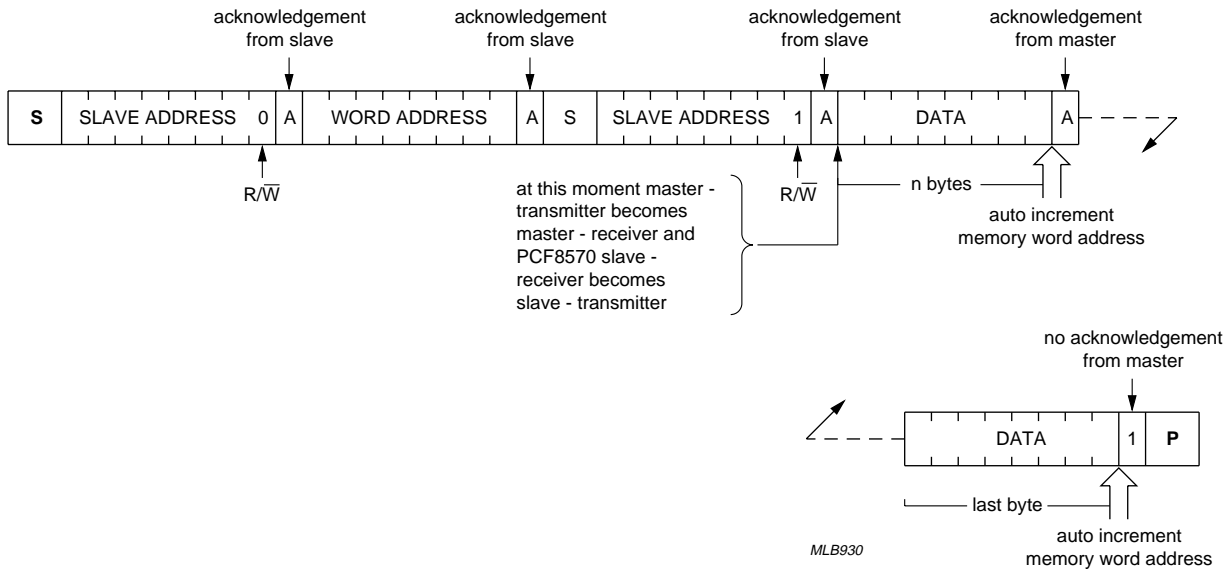 acknowledgement
from slave
acknowledgement
from slave
acknowledgement
from slave
acknowledgement
from master
S SLAVE ADDRESS 0 A WORD ADDRESS A S SLAVE ADDRESS 1 A DATA A
R/W̅
R/W̅
at this moment master -
transmitter becomes
master - receiver and
PCF8570 slave -
receiver becomes
slave - transmitter
n bytes
auto increment
memory word address
no acknowledgement
from master
DATA 1 P
last byte
auto increment
memory word address
MLB930